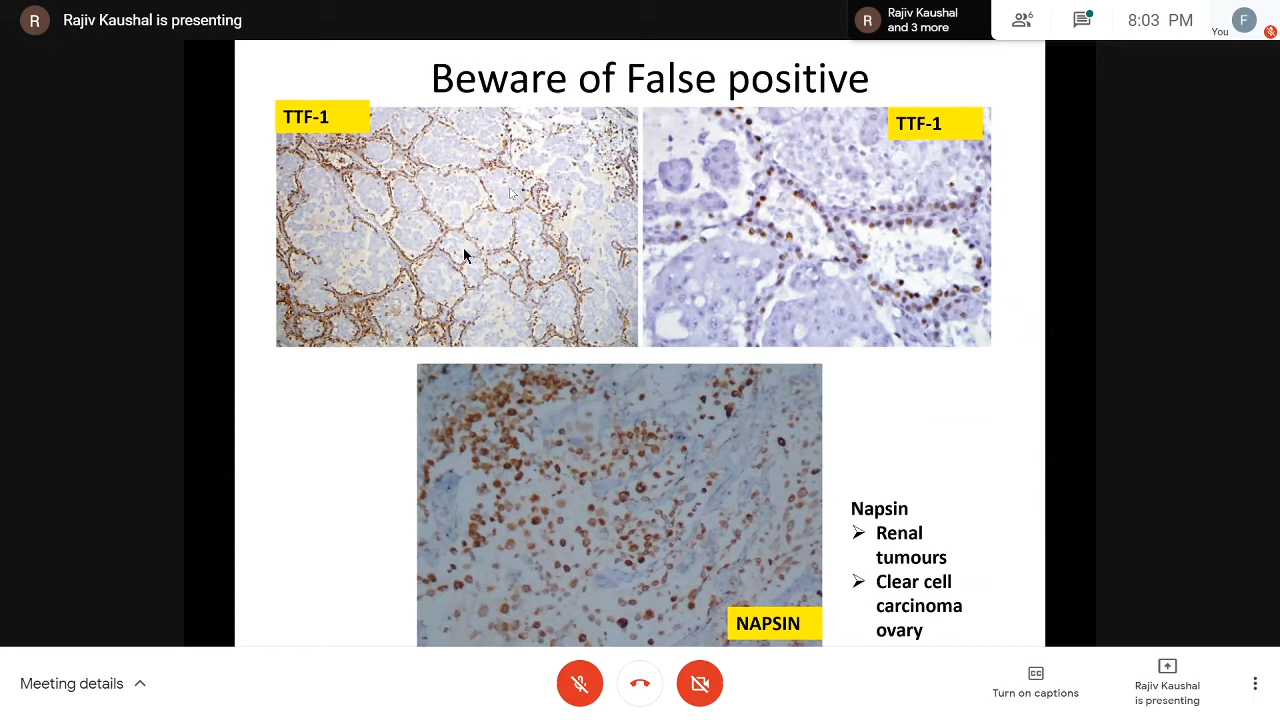 R
Rajiv Kaushal is presenting
R
Rajiv Kaushal
and 3 more
6
8:03 PM
You
F
Beware of False positive
TTF-1
TTF-1
NAPSIN
Napsin
➢ Renal
tumours
➢ Clear cell
carcinoma
ovary
Meeting details
CC
Turn on captions
Rajiv Kaushal
is presenting